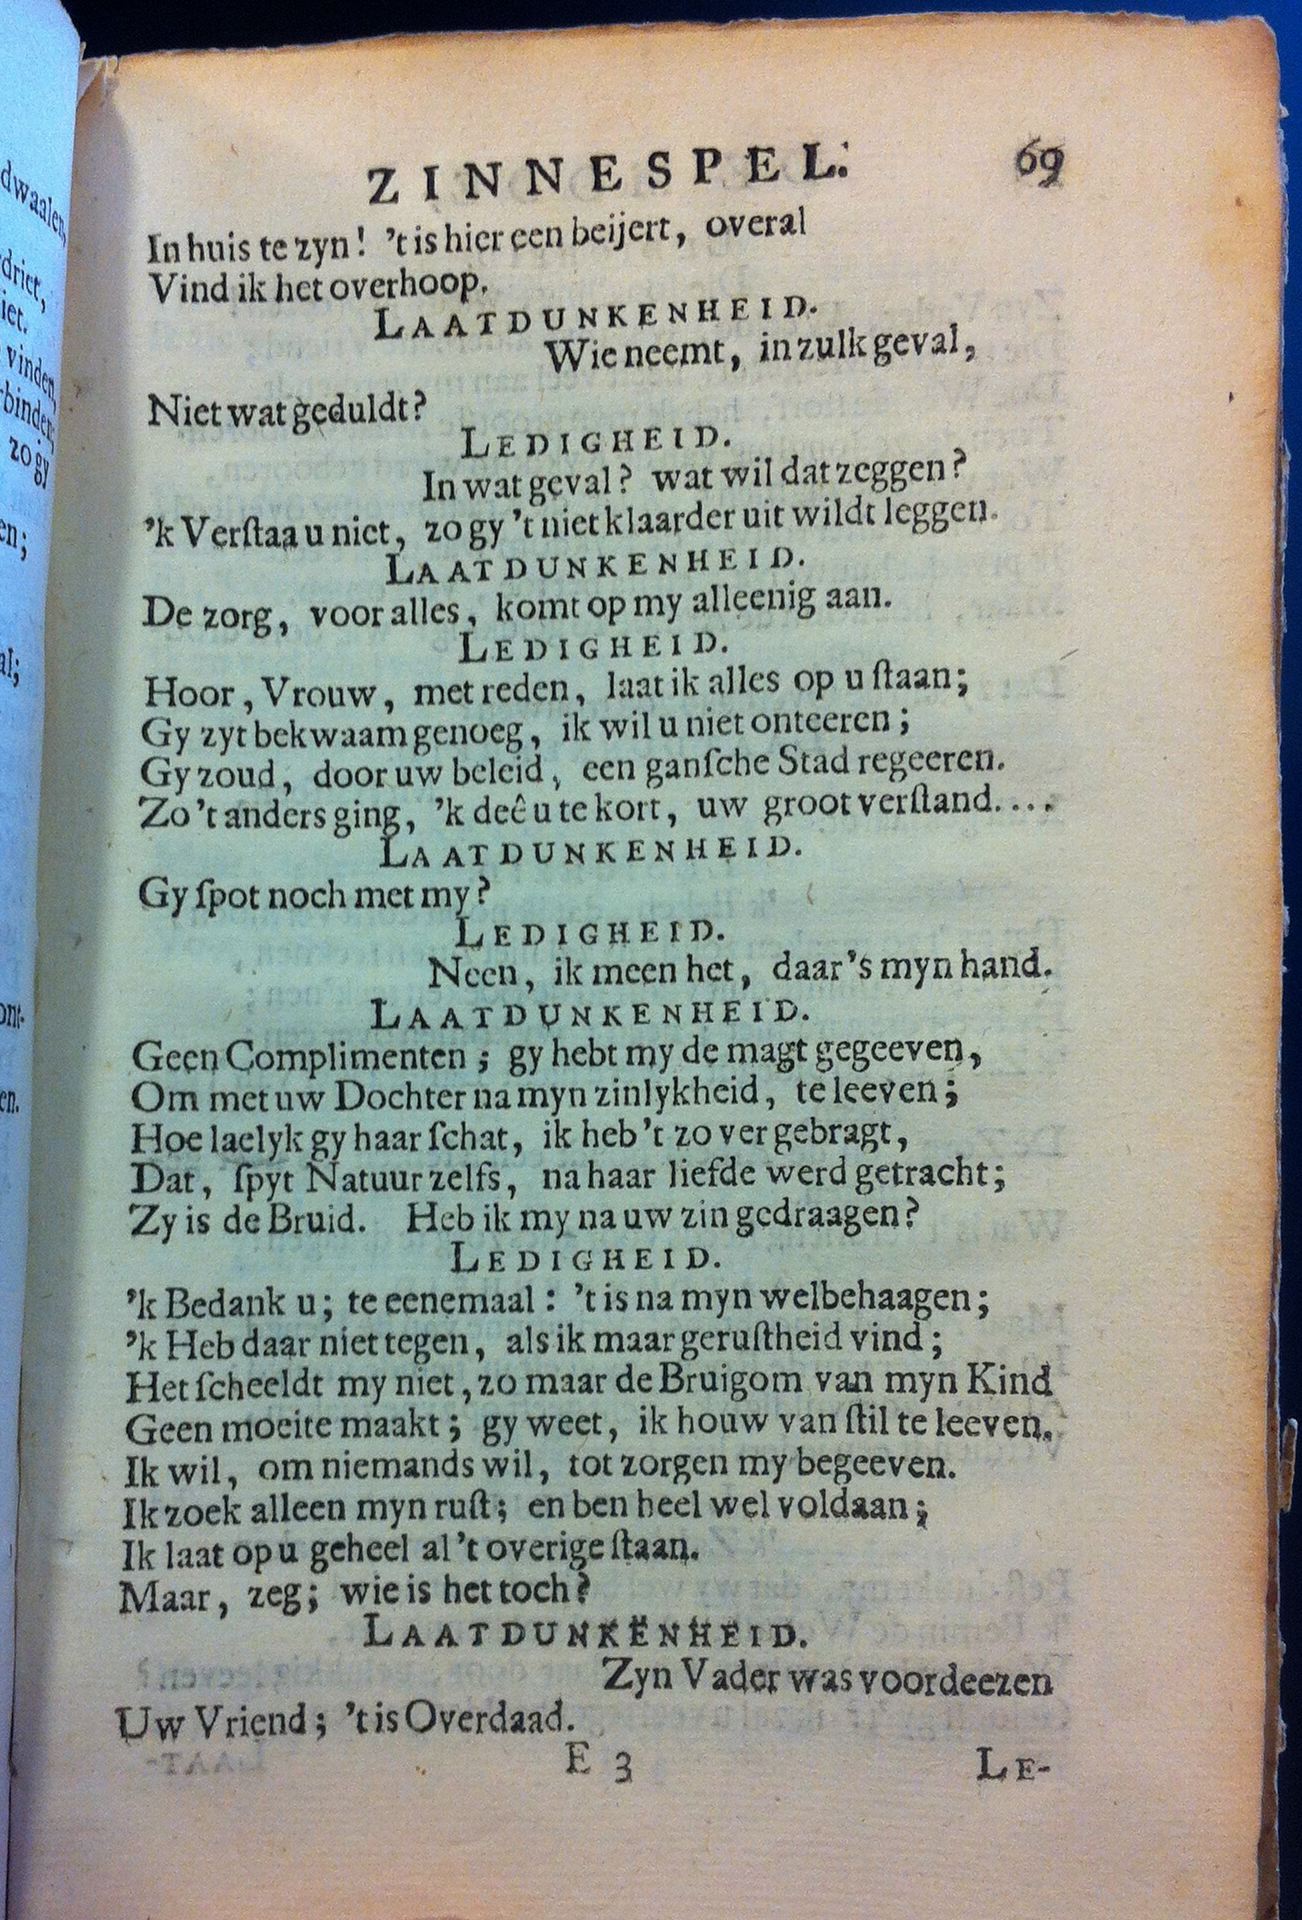 ZINNESPEL. 69
In huis te zyn! 't is hier een beijert, overal
Vind ik het overhoop.
LAATDUNKENHEID.
Wie neemt, in zulk geval,
Niet wat geduldt?
LEDIGHEID.
In wat geval? wat wil dat zeggen?
'k Verſtaa u niet, zo gy 't niet klaarder uit wildt leggen.
LAATDUNKENHEID.
De zorg, voor alles, komt op my alleenig aan.
LEDIGHEID.
Hoor, Vrouw, met reden, laat ik alles op u ſtaan;
Gy zyt bekwaam genoeg, ik wil u niet onteeren;
Gy zoud, door uw beleid, een ganſche Stad regeeren.
Zo 't anders ging, 'k deê u te kort, uw groot verſtand....
LAATDUNKENHEID.
Gy ſpot noch met my?
LEDIGHEID.
Neen, ik meen het, daar's myn hand.
LAATDUNKENHEID.
Geen Complimenten; gy hebt my de magt gegeeven,
Om met uw Dochter na myn zinlykheid, te leeven;
Hoe laelyk gy haar ſchat, ik heb 't zo ver gebragt,
Dat, ſpyt Natuur zelfs, na haar liefde werd getracht;
Zy is de Bruid. Heb ik my na uw zin gedraagen?
LEDIGHEID.
'k Bedank u; te eenemaal: 't is na myn welbehaagen;
'k Heb daar niet tegen, als ik maar geruſtheid vind;
Het ſcheeldt my niet, zo maar de Bruigom van myn Kind
Geen moeite maakt; gy weet, ik houw van ſtil te leeven.
Ik wil, om niemands wil, tot zorgen my begeeven.
Ik zoek alleen myn ruſt; en ben heel wel voldaan;
Ik laat op u geheel al 't overige ſtaan.
Maar, zeg; wie is het toch?
LAATDUNKENHEID.
Zyn Vader was voordeezen
Uw Vriend; 't is Overdaad.
E 3 LE-